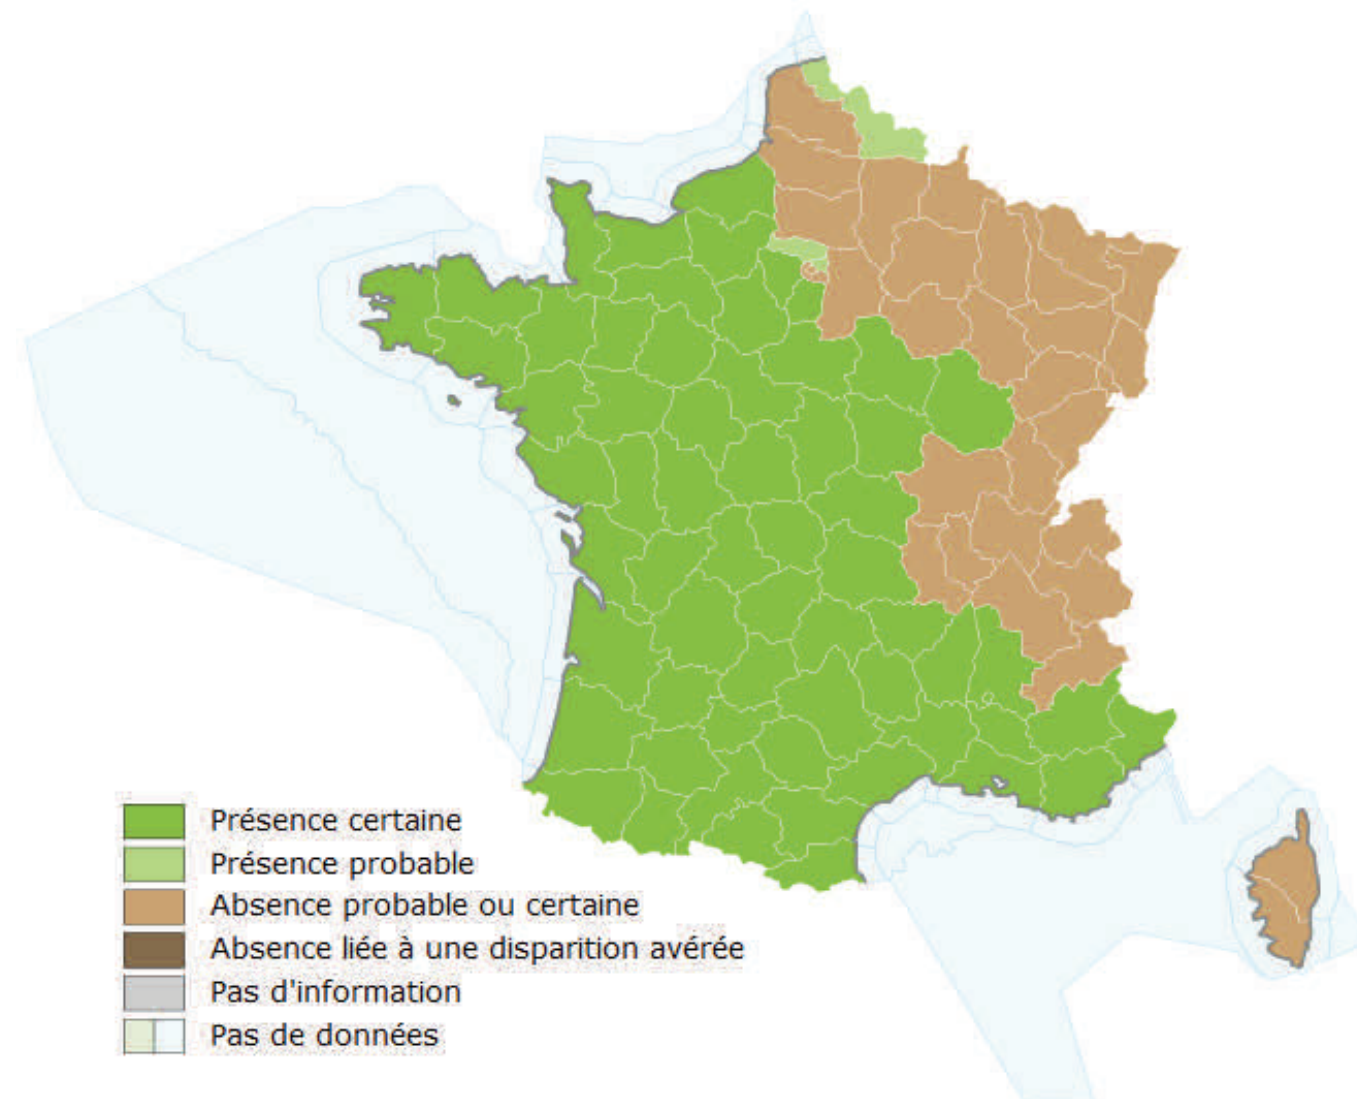 Présence certaine
Présence probable
Absence probable ou certaine
Absence liée à une disparition avérée
Pas d'information
Pas de données